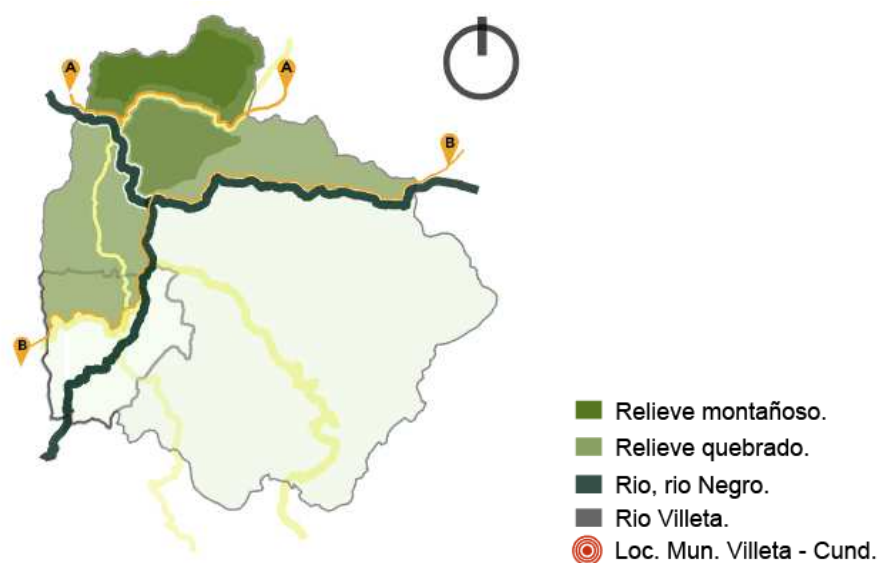 A
A
B
B
Relieve montañoso.
Relieve quebrado.
Rio, rio Negro.
Rio Villeta.
Loc. Mun. Villeta - Cund.